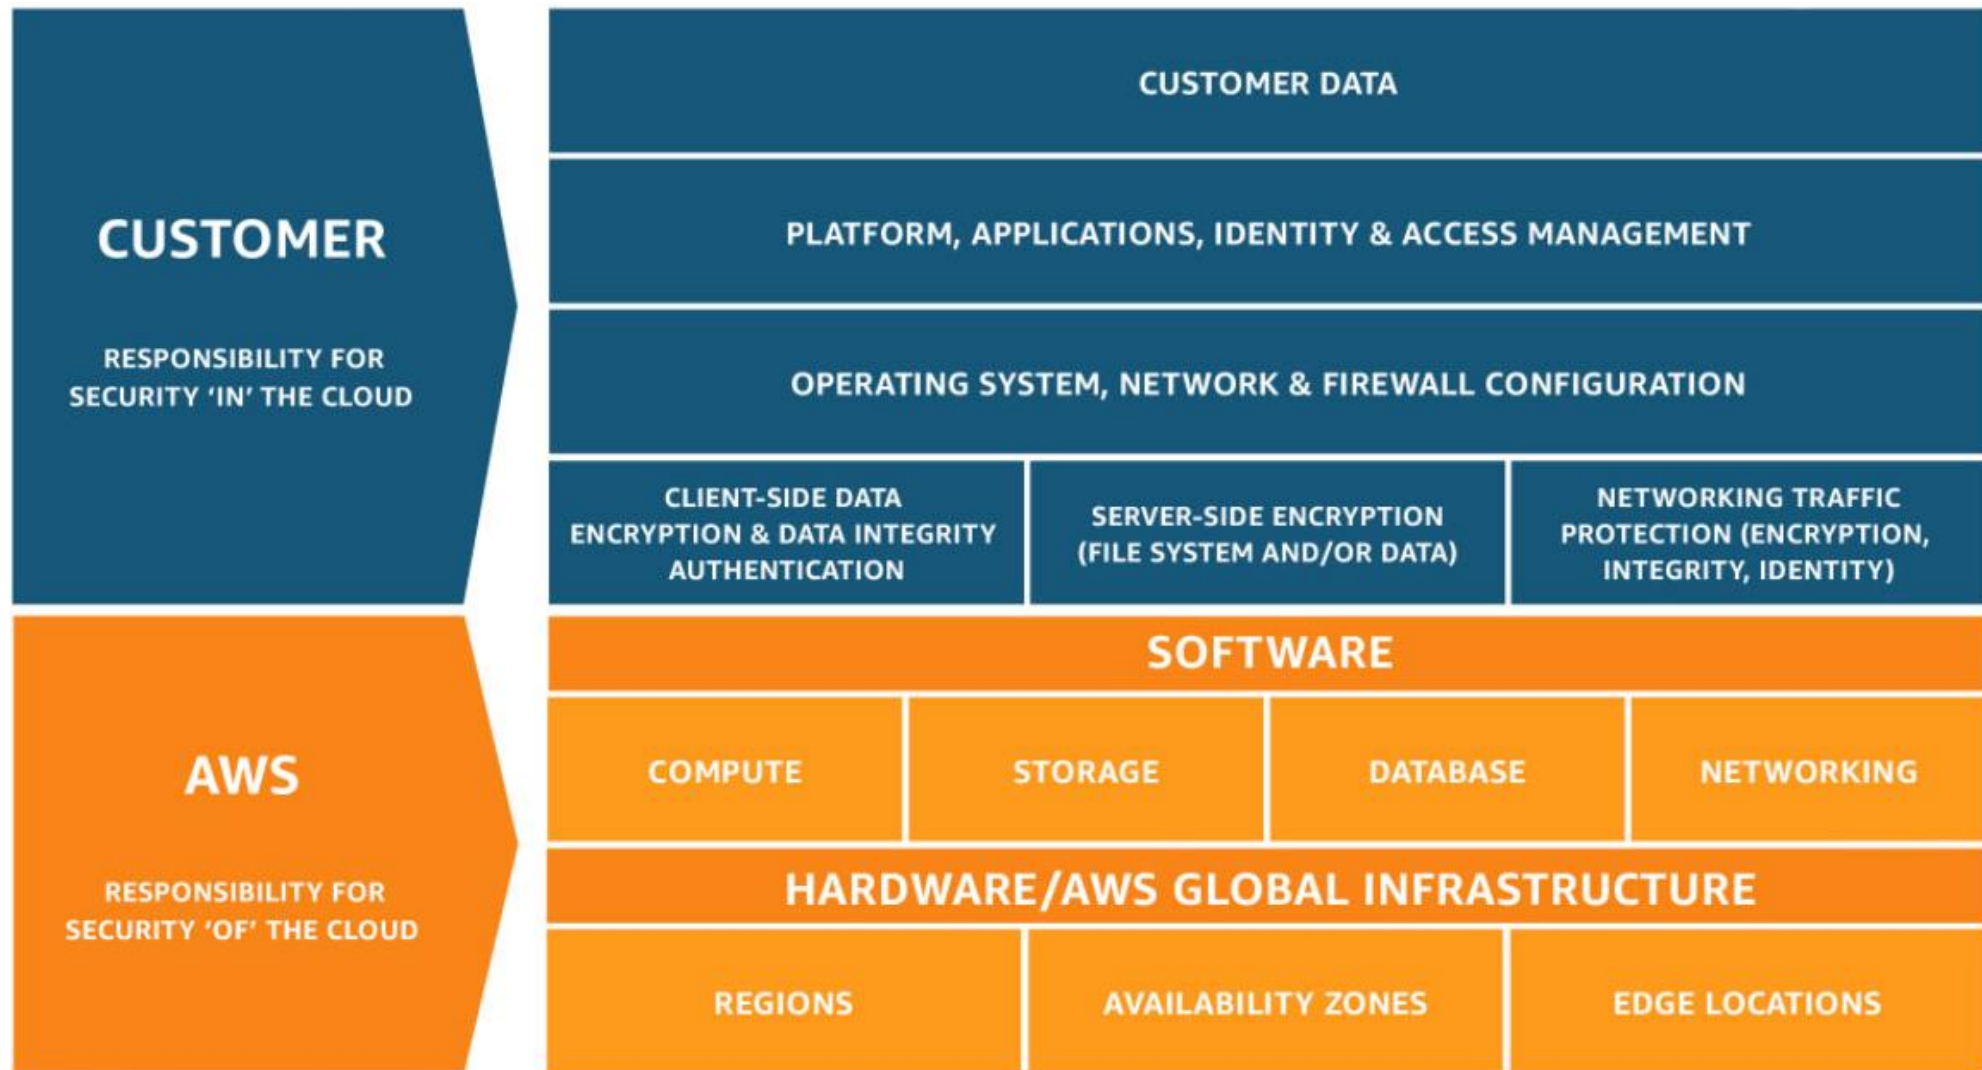 CUSTOMER
RESPONSIBILITY FOR
SECURITY ‘IN’ THE CLOUD
CUSTOMER DATA
PLATFORM, APPLICATIONS, IDENTITY & ACCESS MANAGEMENT
OPERATING SYSTEM, NETWORK & FIREWALL CONFIGURATION
CLIENT-SIDE DATA
ENCRYPTION & DATA INTEGRITY
AUTHENTICATION
SERVER-SIDE ENCRYPTION
(FILE SYSTEM AND/OR DATA)
NETWORKING TRAFFIC
PROTECTION (ENCRYPTION,
INTEGRITY, IDENTITY)
AWS
RESPONSIBILITY FOR
SECURITY ‘OF’ THE CLOUD
SOFTWARE
COMPUTE
STORAGE
DATABASE
NETWORKING
HARDWARE/AWS GLOBAL INFRASTRUCTURE
REGIONS
AVAILABILITY ZONES
EDGE LOCATIONS